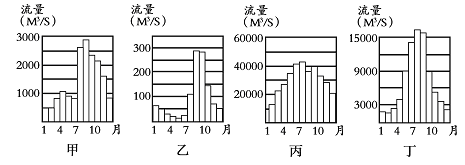 流量
(M³/S)
3000
2000
1000
1 4 7 10 月
甲
流量
(M³/S)
300
200
100
1 4 7 10 月
乙
流量
(M³/S)
60000
40000
20000
1 4 7 10 月
丙
流量
(M³/S)
15000
9000
3000
1 4 7 10 月
丁